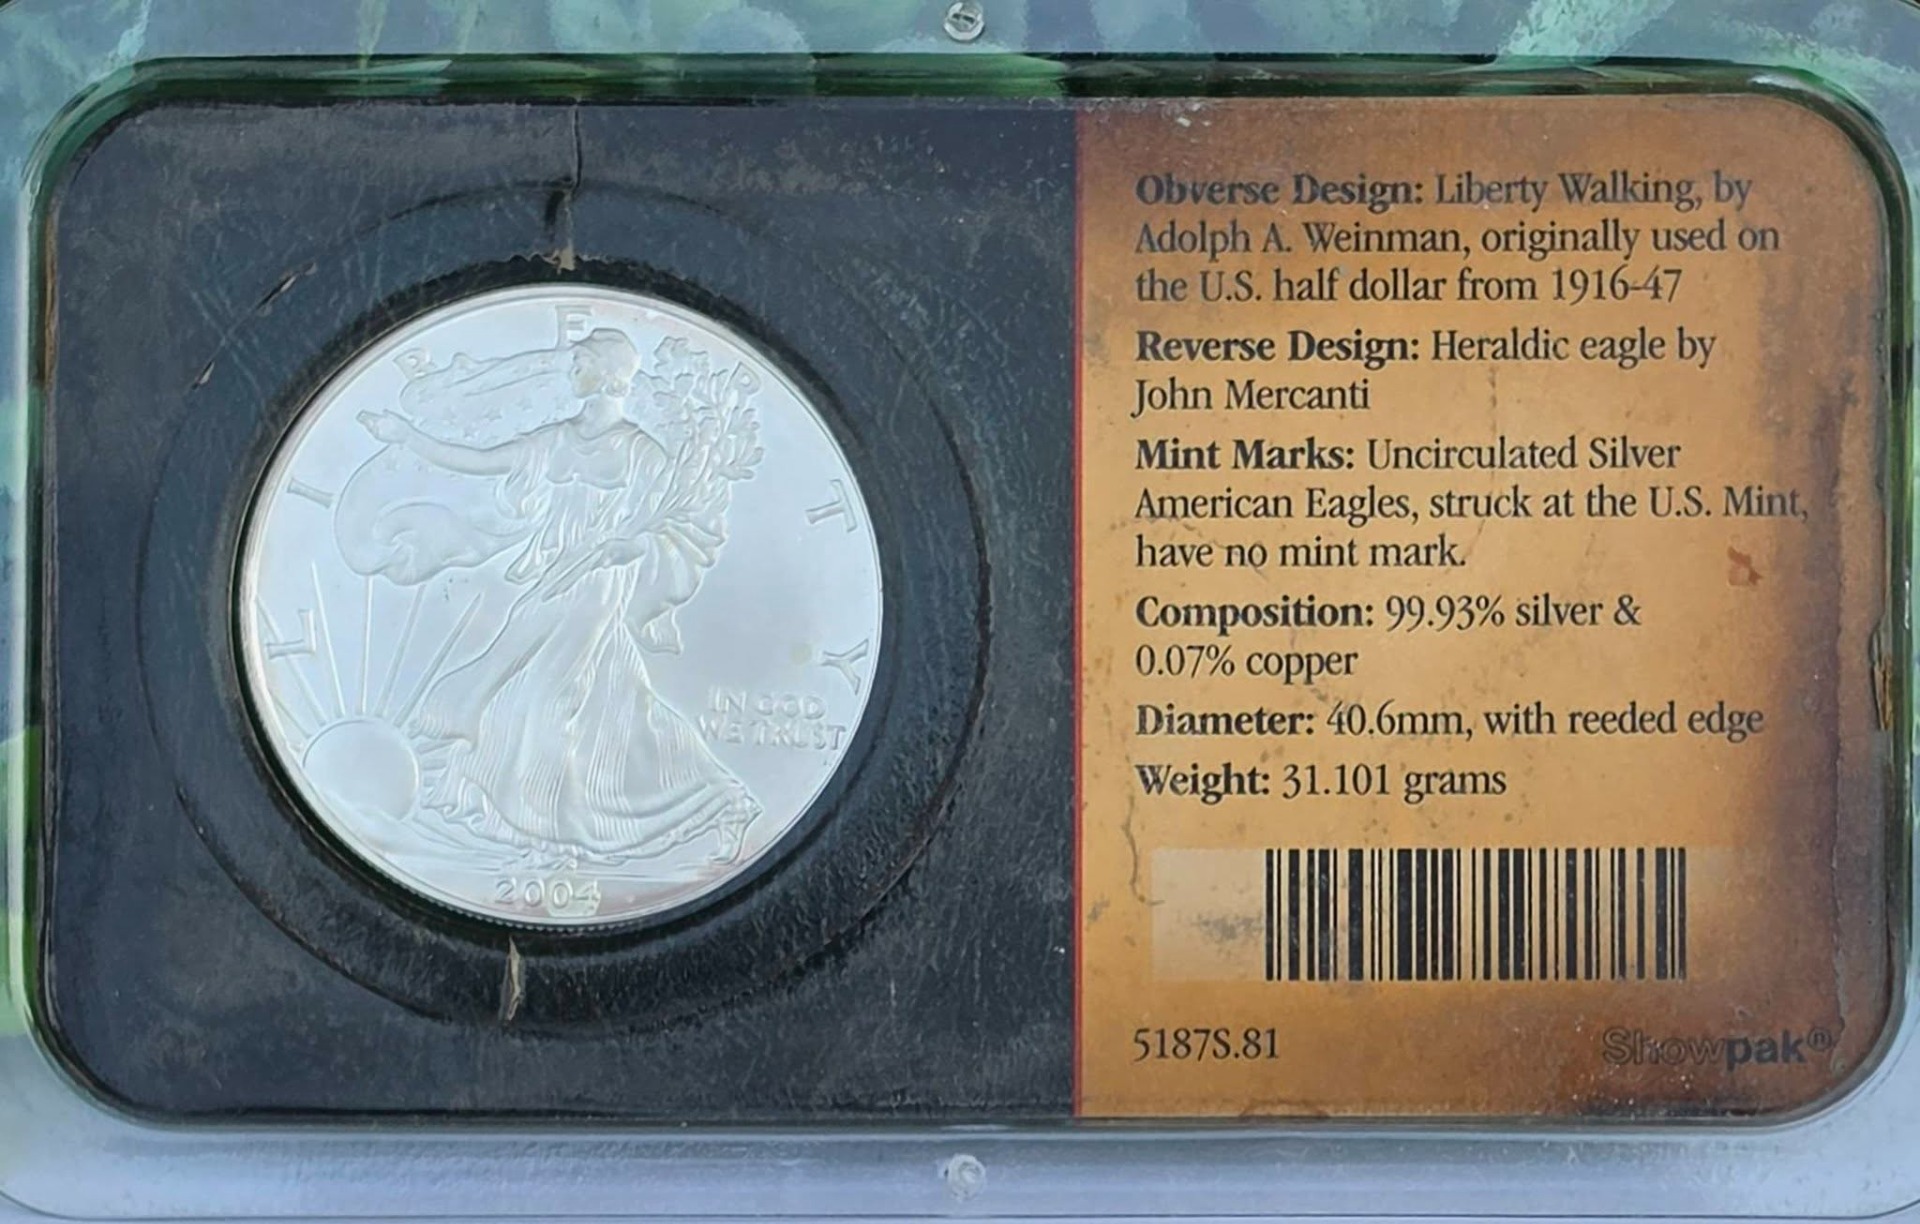 LIBERTY
IN GOD
WE TRUST
2004
Obverse Design: Liberty Walking, by
Adolph A. Weinman, originally used on
the U.S. half dollar from 1916-47
Reverse Design: Heraldic eagle by
John Mercanti
Mint Marks: Uncirculated Silver
American Eagles, struck at the U.S. Mint,
have no mint mark.
Composition: 99.93% silver &
0.07% copper
Diameter: 40.6mm, with reeded edge
Weight: 31.101 grams
5187S.81
Showpak®